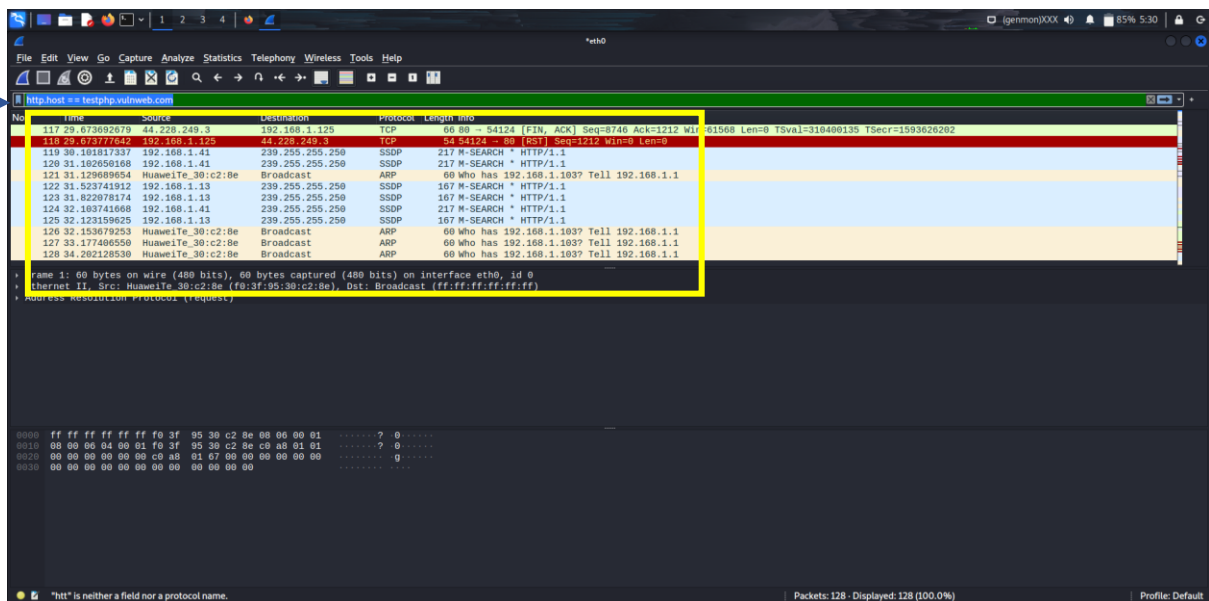 1 2 3 4
(genmon)XXX 85% 5:30
*eth0
File Edit View Go Capture Analyze Statistics Telephony Wireless Tools Help
http.host == testphp.vulnweb.com
No Time Source Destination Protocol Length Info
117 29.673692679 44.228.249.3 192.168.1.125 TCP 66 80 → 54124 [FIN, ACK] Seq=8746 Ack=1212 Win=61568 Len=0 TSval=310400135 TSecr=1593626202
118 29.673777642 192.168.1.125 44.228.249.3 TCP 54 54124 → 80 [RST] Seq=1212 Win=0 Len=0
119 30.101817337 192.168.1.41 239.255.255.250 SSDP 217 M-SEARCH * HTTP/1.1
120 31.102650168 192.168.1.41 239.255.255.250 SSDP 217 M-SEARCH * HTTP/1.1
121 31.129689654 HuaweiTe_30:c2:8e Broadcast ARP 60 Who has 192.168.1.103? Tell 192.168.1.1
122 31.523741912 192.168.1.13 239.255.255.250 SSDP 167 M-SEARCH * HTTP/1.1
123 31.822078174 192.168.1.13 239.255.255.250 SSDP 167 M-SEARCH * HTTP/1.1
124 32.103741668 192.168.1.41 239.255.255.250 SSDP 217 M-SEARCH * HTTP/1.1
125 32.123159625 192.168.1.13 239.255.255.250 SSDP 167 M-SEARCH * HTTP/1.1
126 32.153679253 HuaweiTe_30:c2:8e Broadcast ARP 60 Who has 192.168.1.103? Tell 192.168.1.1
127 33.177406550 HuaweiTe_30:c2:8e Broadcast ARP 60 Who has 192.168.1.103? Tell 192.168.1.1
128 34.202128530 HuaweiTe_30:c2:8e Broadcast ARP 60 Who has 192.168.1.103? Tell 192.168.1.1
rame 1: 60 bytes on wire (480 bits), 60 bytes captured (480 bits) on interface eth0, id 0
thernet II, Src: HuaweiTe_30:c2:8e (f0:3f:95:30:c2:8e), Dst: Broadcast (ff:ff:ff:ff:ff:ff)
Address Resolution Protocol (request)
0000 ff ff ff ff ff ff f0 3f 95 30 c2 8e 08 06 00 01 ·······? ·0······
0010 08 00 06 04 00 01 f0 3f 95 30 c2 8e c0 a8 01 01 ·······? ·0······
0020 00 00 00 00 00 00 c0 a8 01 67 00 00 00 00 00 00 ········ ·g······
0030 00 00 00 00 00 00 00 00 00 00 00 00 ········ ····
"htt" is neither a field nor a protocol name. Packets: 128 · Displayed: 128 (100.0%) Profile: Default